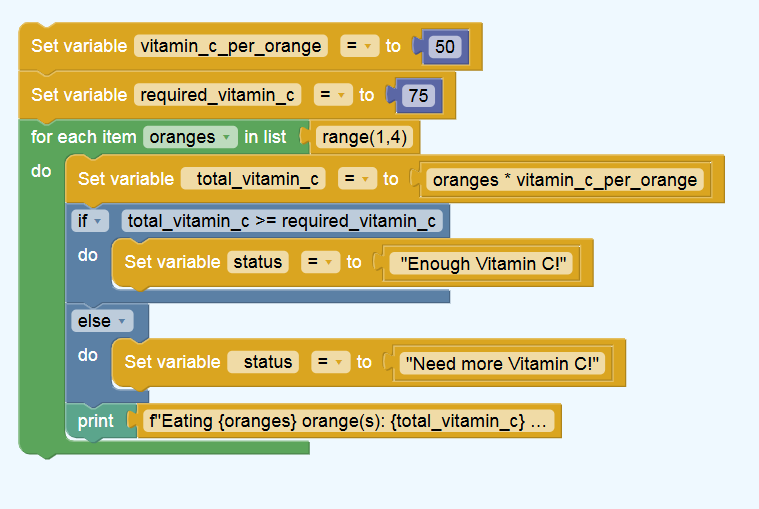 Set variable vitamin_c_per_orange = to 50
Set variable required_vitamin_c = to 75
for each item oranges in list range(1,4)
do Set variable total_vitamin_c = to oranges * vitamin_c_per_orange
if total_vitamin_c >= required_vitamin_c
do Set variable status = to "Enough Vitamin C!"
else
do Set variable status = to "Need more Vitamin C!"
print f"Eating {oranges} orange(s): {total_vitamin_c} ...